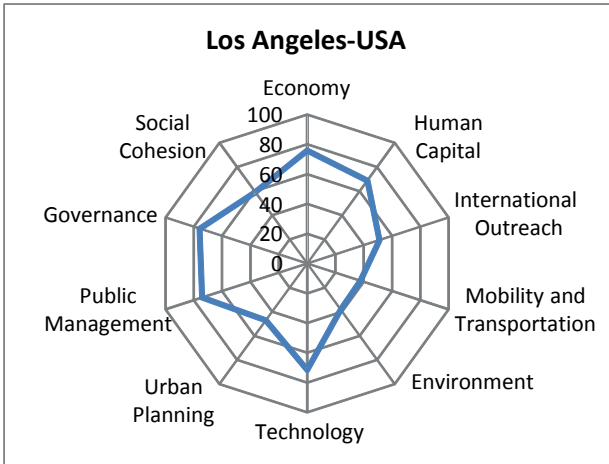 Los Angeles-USA
Economy
Human
Capital
International
Outreach
Mobility and
Transportation
Environment
Technology
Urban
Planning
Public
Management
Governance
Social
Cohesion
100
80
60
40
20
0